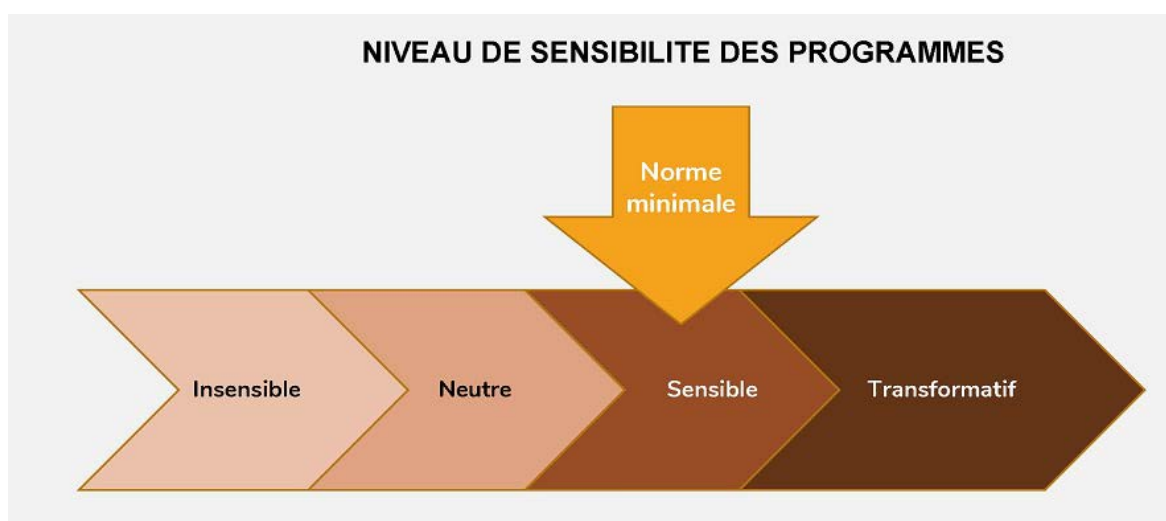 NIVEAU DE SENSIBILITE DES PROGRAMMES
Norme
minimale
Insensible
Neutre
Sensible
Transformatif